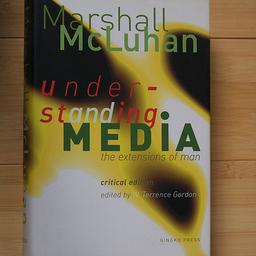 Marshall
McLuhan
under-
standing
MEDIA
the extensions of man
critical edition
edited by W. Terrence Gordon
GINGKO PRESS